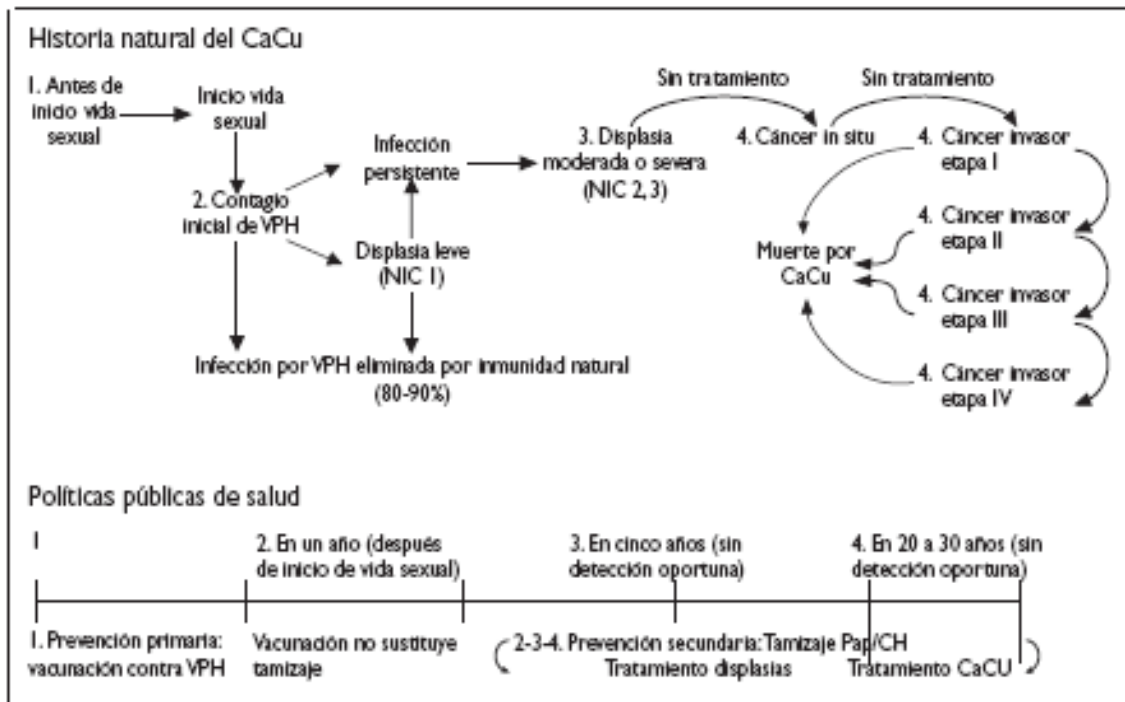 Historia natural del CaCu
1. Antes de
inicio vida
sexual
Inicio vida
sexual
2. Contagio
inicial de VPH
Infección
persistente
Displasia leve
(NIC 1)
Infección por VPH eliminada por inmunidad natural
(80-90%)
Sin tratamiento
3. Displasia
moderada o severa
(NIC 2, 3)
4. Cáncer in situ
Sin tratamiento
4. Cáncer invasor
etapa I
4. Cáncer invasor
etapa II
Muerte por
CaCu
4. Cáncer invasor
etapa III
4. Cáncer invasor
etapa IV
Políticas públicas de salud
1
2. En un año (después
de inicio de vida sexual)
3. En cinco años (sin
detección oportuna)
4. En 20 a 30 años (sin
detección oportuna)
1. Prevención primaria:
vacunación contra VPH
Vacunación no sustituye
tamizaje
2-3-4. Prevención secundaria: Tamizaje Pap/CH
Tratamiento displasias
Tratamiento CaCU